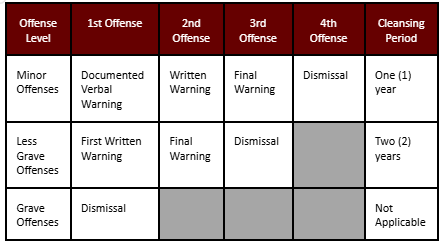 Offense Level 1st Offense 2nd Offense 3rd Offense 4th Offense Cleansing Period
Minor Offenses Documented Verbal Warning Written Warning Final Warning Dismissal One (1) year
Less Grave Offenses First Written Warning Final Warning Dismissal Two (2) years
Grave Offenses Dismissal Not Applicable